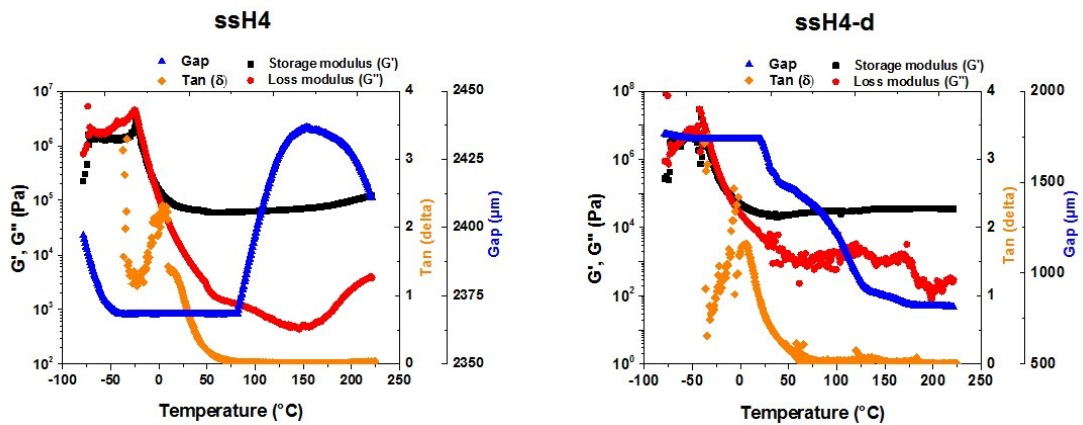 ssH4
Gap
Storage modulus (G')
Tan (δ)
Loss modulus (G'')
10^7
10^6
10^5
10^4
10^3
10^2
G', G'' (Pa)
4
3
2
1
0
Tan (delta)
2450
2425
2400
2375
2350
Gap (µm)
-100 -50 0 50 100 150 200 250
Temperature (°C)
ssH4-d
Gap
Storage modulus (G')
Tan (δ)
Loss modulus (G'')
10^8
10^6
10^4
10^2
10^0
G', G'' (Pa)
4
3
2
1
0
Tan (delta)
2000
1500
1000
500
Gap (µm)
-100 -50 0 50 100 150 200 250
Temperature (°C)